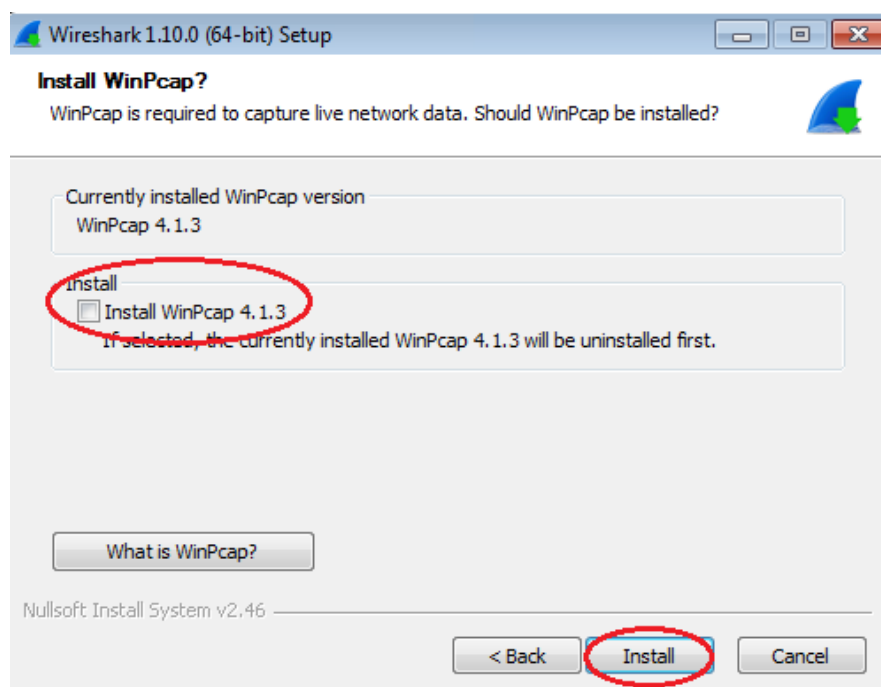 Wireshark 1.10.0 (64-bit) Setup
Install WinPcap?
WinPcap is required to capture live network data. Should WinPcap be installed?
Currently installed WinPcap version
WinPcap 4.1.3
Install
Install WinPcap 4.1.3
If selected, the currently installed WinPcap 4.1.3 will be uninstalled first.
What is WinPcap?
Nullsoft Install System v2.46
< Back Install Cancel